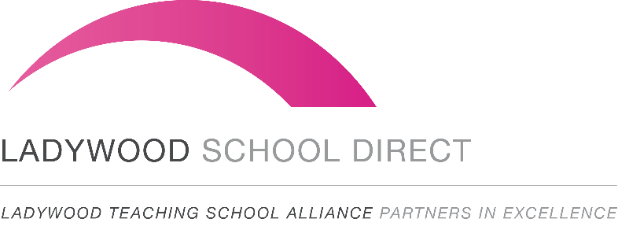 LADYWOOD SCHOOL DIRECT
LADYWOOD TEACHING SCHOOL ALLIANCE PARTNERS IN EXCELLENCE